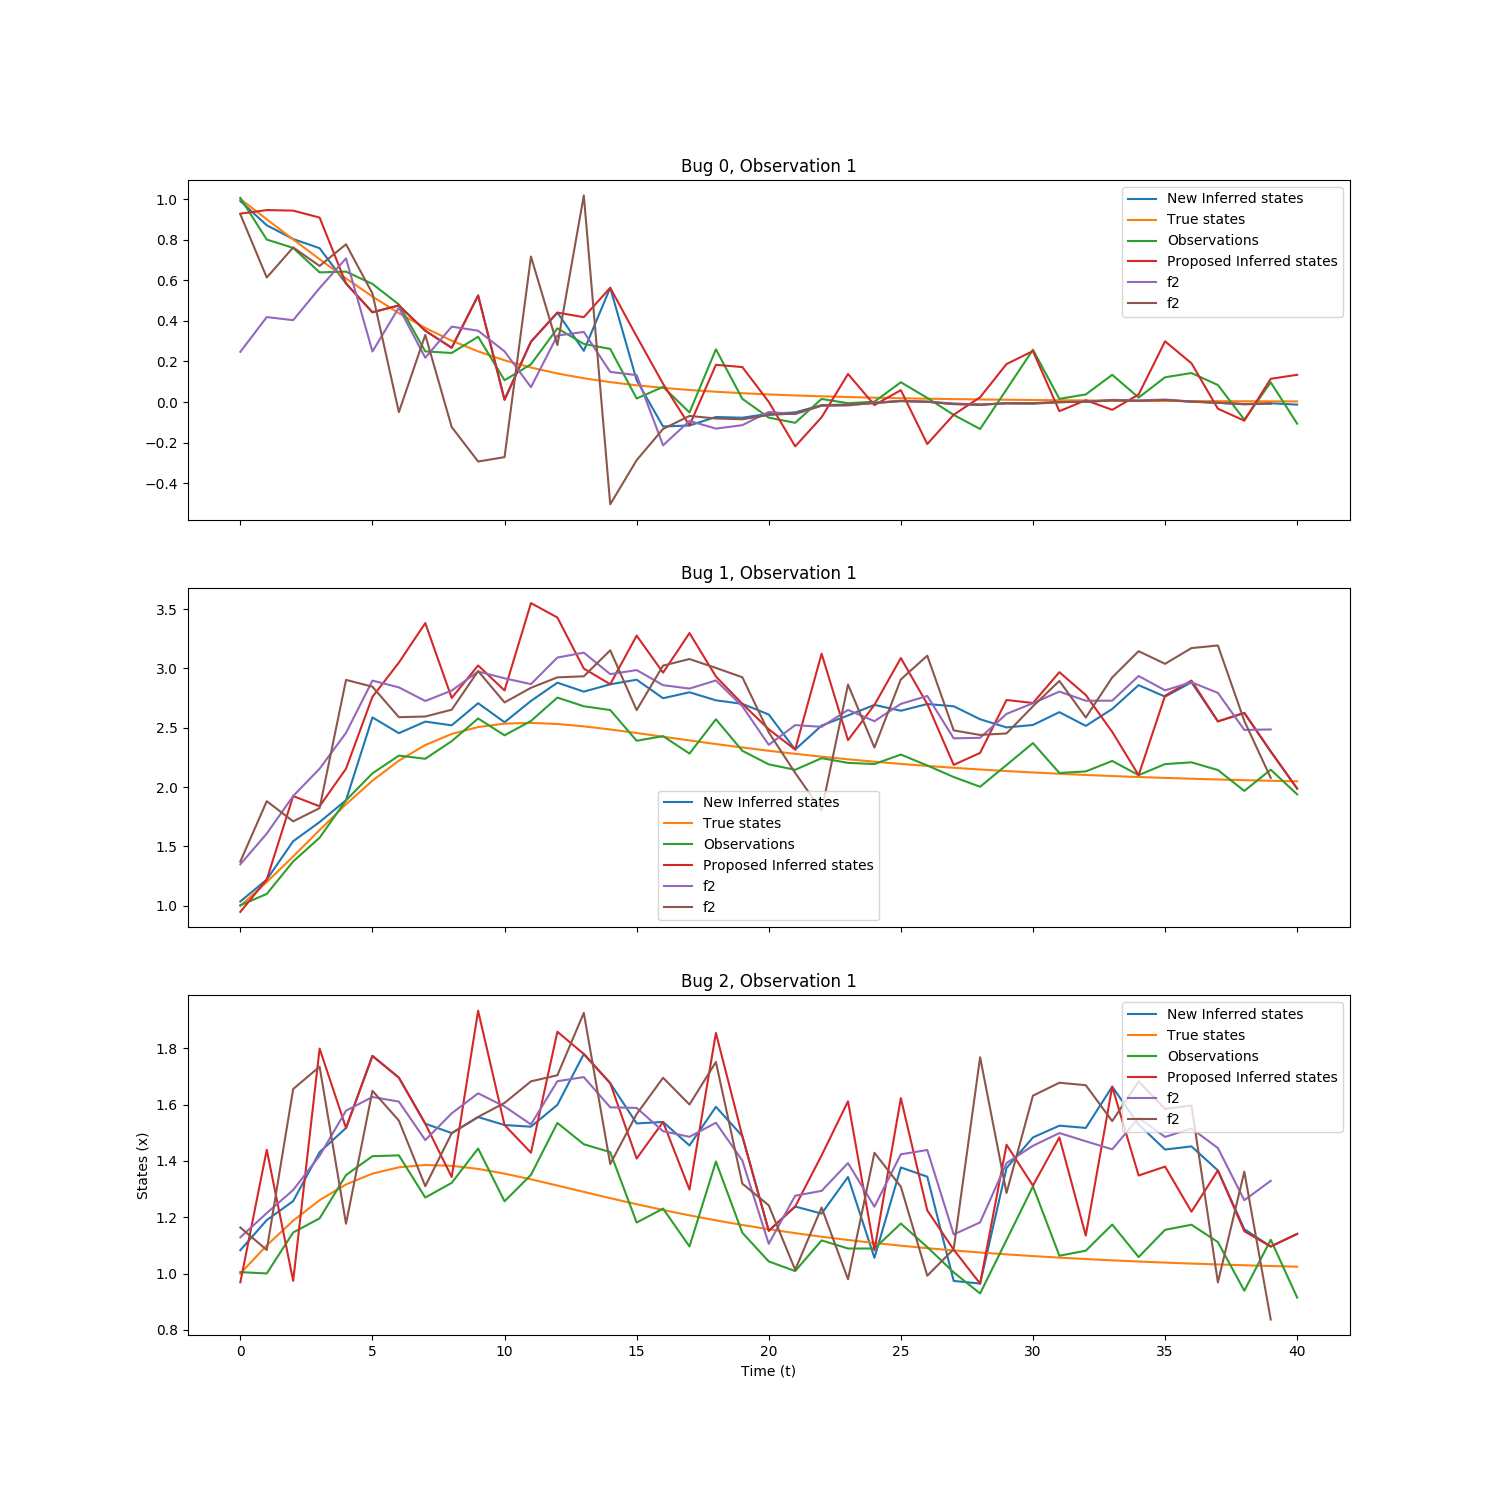 Bug 0, Observation 1
1.0
0.8
0.6
0.4
0.2
0.0
−0.2
−0.4
New Inferred states
True states
Observations
Proposed Inferred states
f2
f2
Bug 1, Observation 1
3.5
3.0
2.5
2.0
1.5
1.0
New Inferred states
True states
Observations
Proposed Inferred states
f2
f2
Bug 2, Observation 1
States (x)
1.8
1.6
1.4
1.2
1.0
0.8
New Inferred states
True states
Observations
Proposed Inferred states
f2
f2
0 5 10 15 20 25 30 35 40
Time (t)